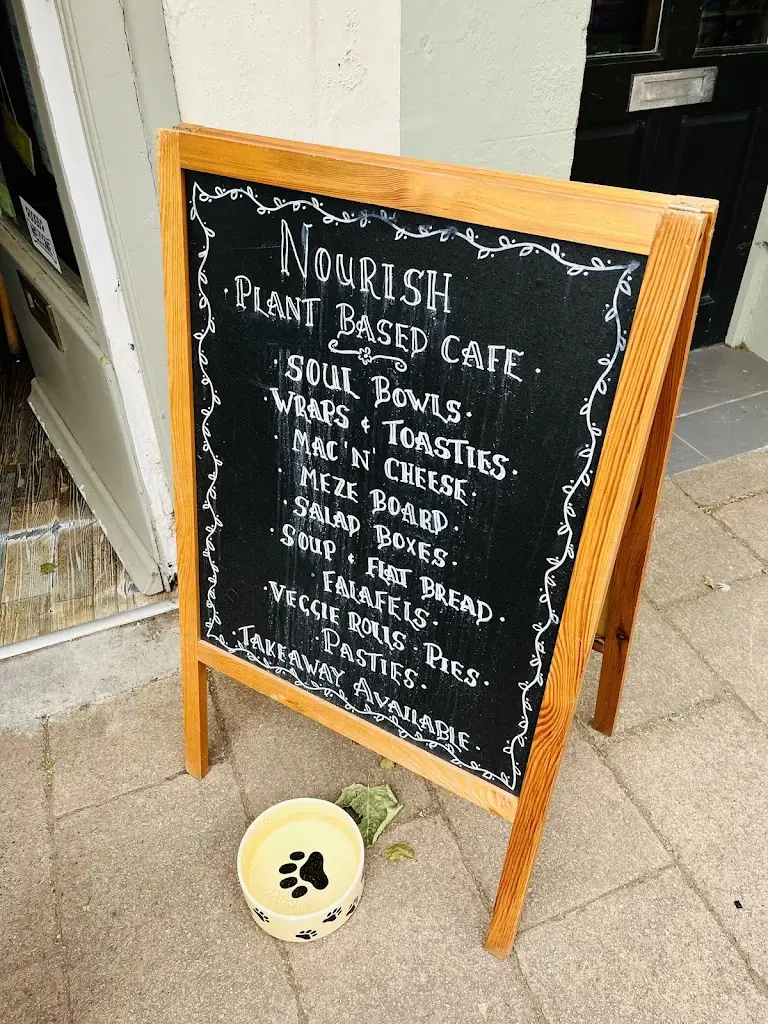 NOURISH
· PLANT BASED CAFE ·
· SOUL BOWLS ·
· WRAPS & TOASTIES ·
· MAC 'N' CHEESE ·
· MEZE BOARD ·
· SALAD BOXES ·
· SOUP & FLAT BREAD ·
· FALAFELS ·
· VEGGIE ROLLS · PIES ·
· PASTIES ·
· TAKEAWAY AVAILABLE ·